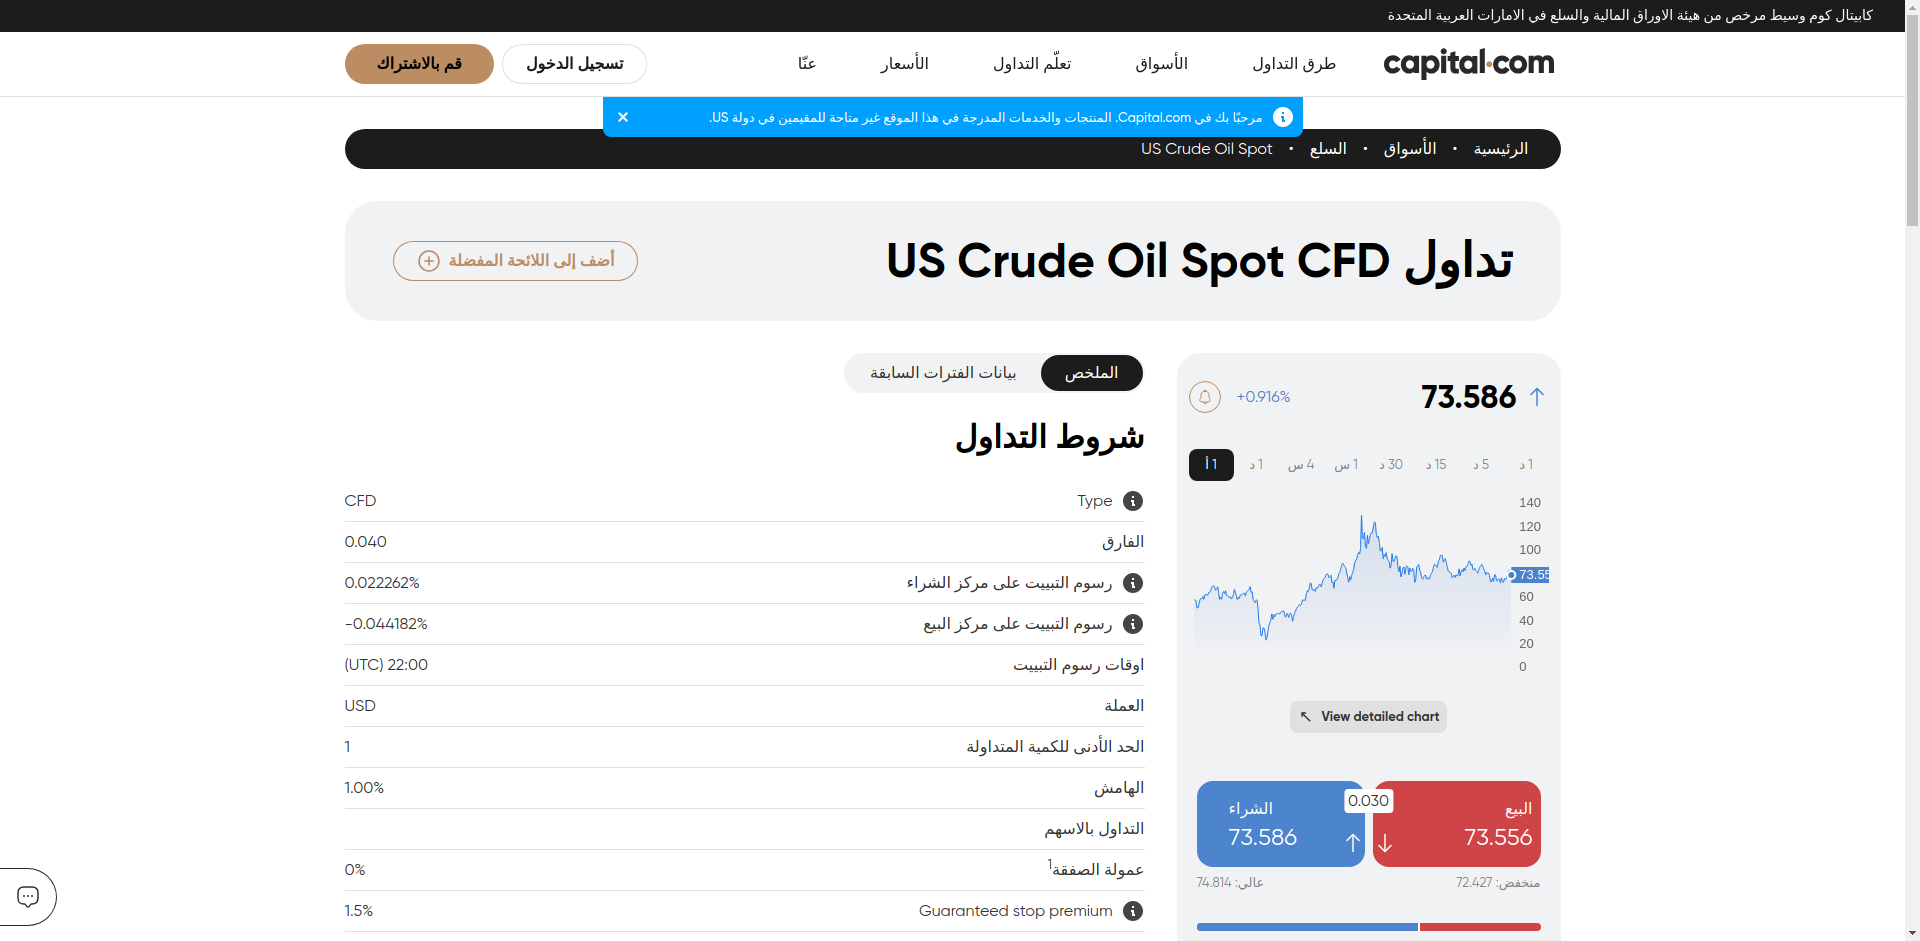 كابيتال كوم وسيط مرخص من هيئة الاوراق المالية والسلع في الامارات العربية المتحدة
capital.com
طرق التداول
الأسواق
تعلّم التداول
الأسعار
عنّا
تسجيل الدخول
قم بالاشتراك
مرحبًا بك في Capital.com. المنتجات والخدمات المدرجة في هذا الموقع غير متاحة للمقيمين في دولة US.
الرئيسية • الأسواق • السلع • US Crude Oil Spot
تداول US Crude Oil Spot CFD
أضف إلى اللائحة المفضلة
73.586
+0.916%
1 د
5 د
15 د
30 د
1 س
4 س
1 د
1 أ
140
120
100
73.55
60
40
20
0
View detailed chart
البيع
73.556
0.030
الشراء
73.586
منخفض: 72.427
عالي: 74.814
الملخص
بيانات الفترات السابقة
شروط التداول
Type CFD
الفارق 0.040
رسوم التبييت على مركز الشراء 0.022262%
رسوم التبييت على مركز البيع -0.044182%
اوقات رسوم التبييت 22:00 (UTC)
العملة USD
الحد الأدنى للكمية المتداولة 1
الهامش 1.00%
التداول بالاسهم
عمولة الصفقة1 0%
Guaranteed stop premium 1.5%